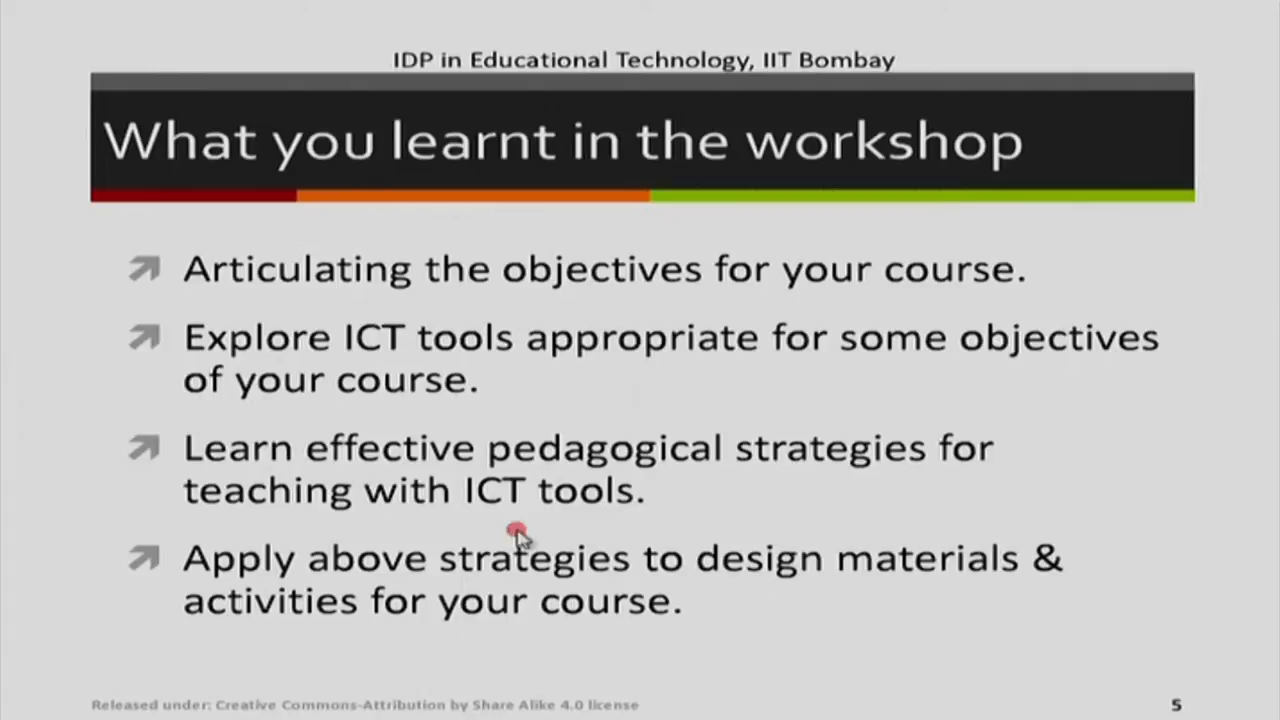 IDP in Educational Technology, IIT Bombay
What you learnt in the workshop
Articulating the objectives for your course.
Explore ICT tools appropriate for some objectives
of your course.
Learn effective pedagogical strategies for
teaching with ICT tools.
Apply above strategies to design materials &
activities for your course.
Released under: Creative Commons-Attribution by Share Alike 4.0 license
5